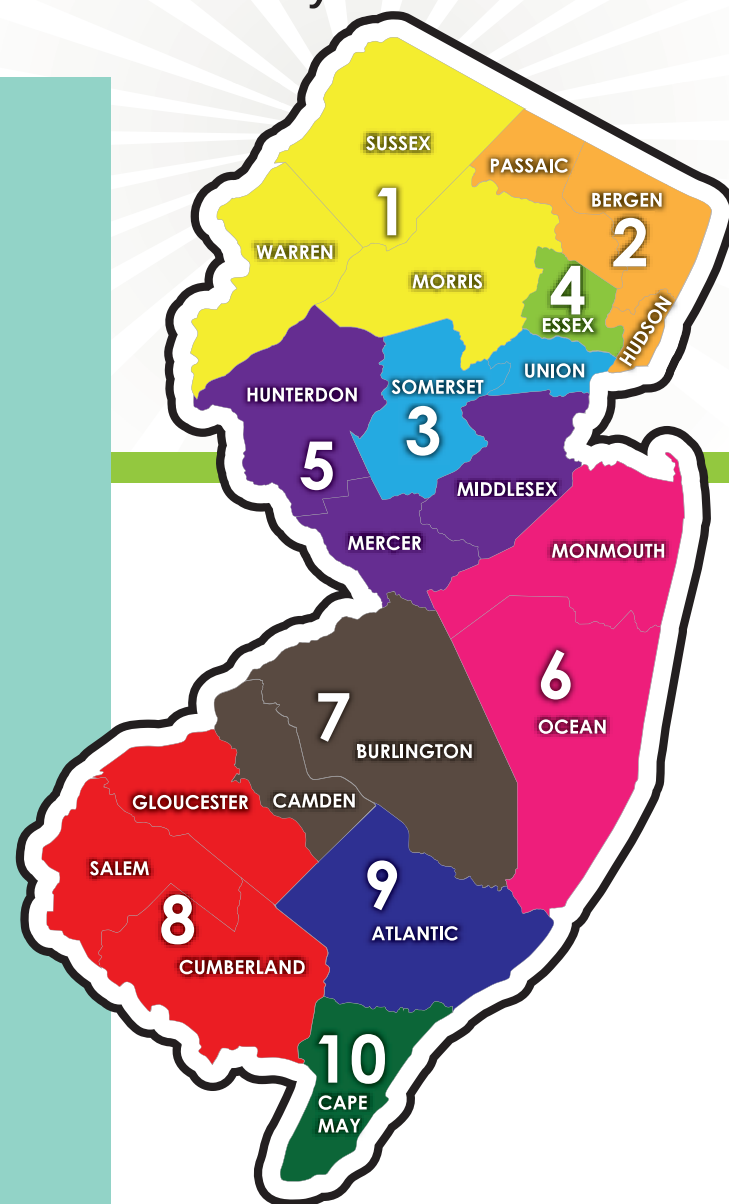 SUSSEX
PASSAIC
BERGEN
1
2
WARREN
MORRIS
4
ESSEX
HUDSON
UNION
SOMERSET
HUNTERDON
3
5
MIDDLESEX
MERCER
MONMOUTH
6
7
OCEAN
BURLINGTON
CAMDEN
GLOUCESTER
SALEM
9
8
ATLANTIC
CUMBERLAND
10
CAPE
MAY